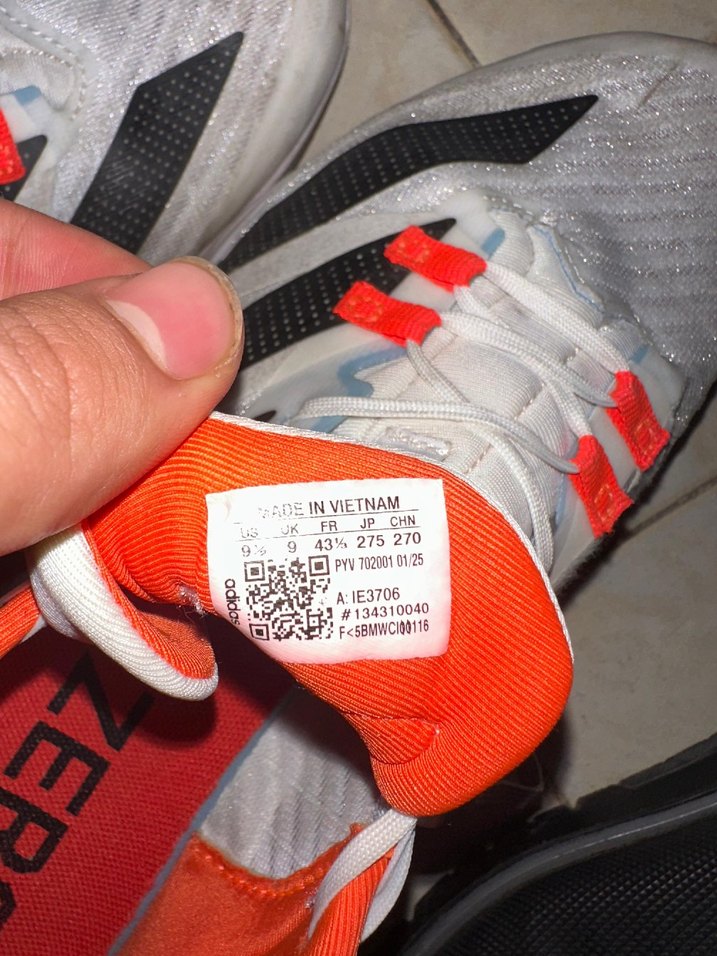 MADE IN VIETNAM
US UK FR JP CHN
9½ 9 43⅓ 275 270
PYV 702001 01/25
A: IE3706
#134310040
adidas
ZERO